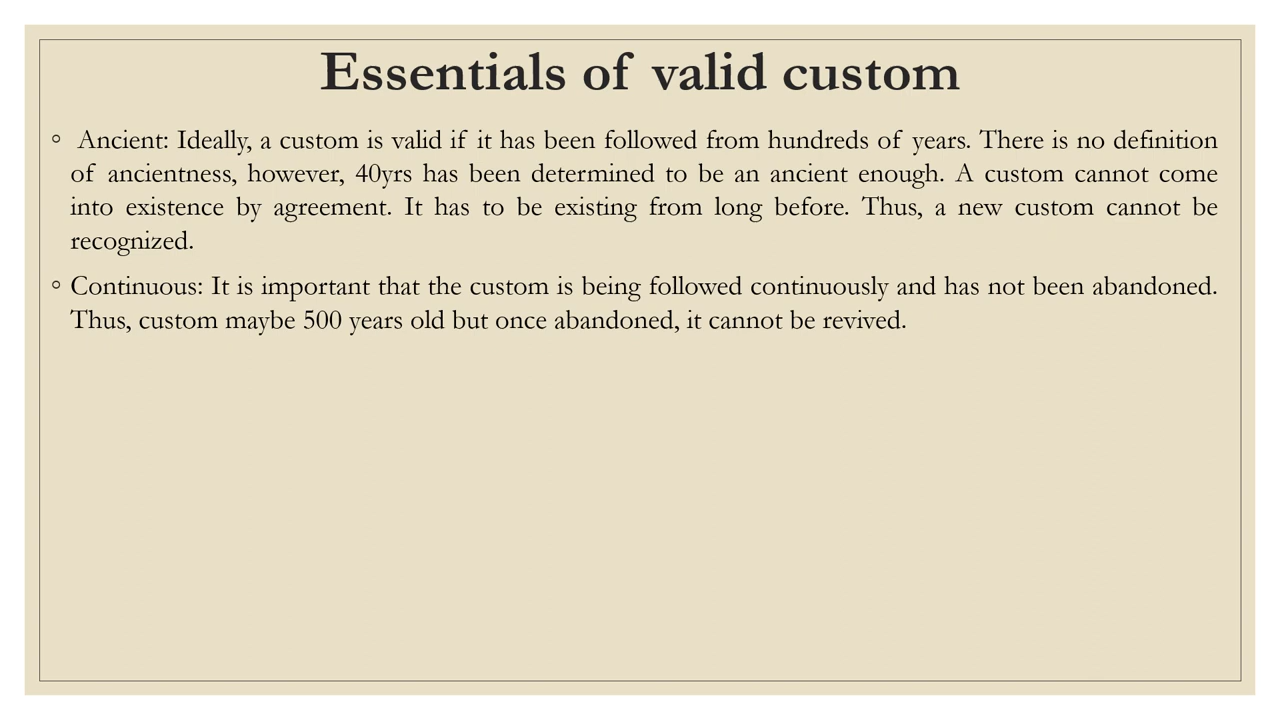 Essentials of valid custom
◦ Ancient: Ideally, a custom is valid if it has been followed from hundreds of years. There is no definition
of ancientness, however, 40yrs has been determined to be an ancient enough. A custom cannot come
into existence by agreement. It has to be existing from long before. Thus, a new custom cannot be
recognized.
◦ Continuous: It is important that the custom is being followed continuously and has not been abandoned.
Thus, custom maybe 500 years old but once abandoned, it cannot be revived.